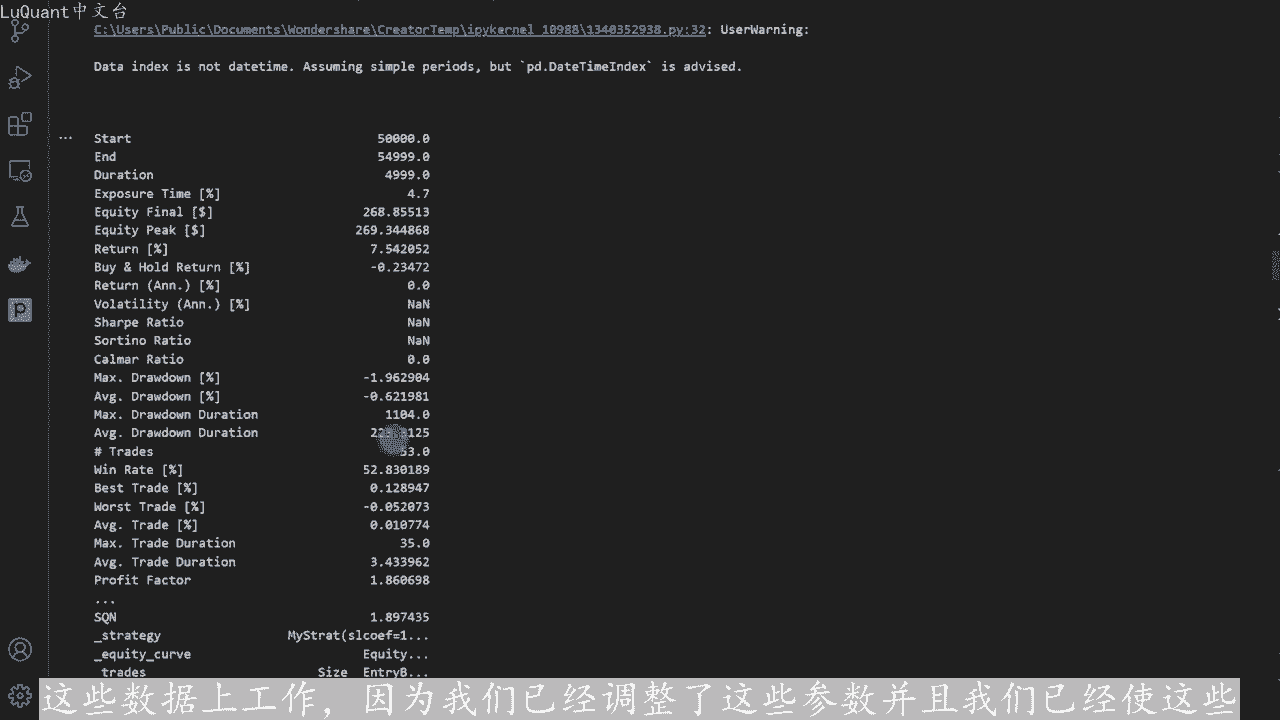 LuQuant中文台
C:\Users\Public\Documents\Wondershare\CreatorTemp\ipykernel_10988\1340352938.py:32: UserWarning:
Data index is not datetime. Assuming simple periods, but `pd.DateTimeIndex` is advised.
... Start 50000.0
End 54999.0
Duration 4999.0
Exposure Time [%] 4.7
Equity Final [$] 268.85513
Equity Peak [$] 269.344868
Return [%] 7.542052
Buy & Hold Return [%] -0.23472
Return (Ann.) [%] 0.0
Volatility (Ann.) [%] NaN
Sharpe Ratio NaN
Sortino Ratio NaN
Calmar Ratio 0.0
Max. Drawdown [%] -1.962904
Avg. Drawdown [%] -0.621981
Max. Drawdown Duration 1104.0
Avg. Drawdown Duration
# Trades 53.0
Win Rate [%] 52.830189
Best Trade [%] 0.128947
Worst Trade [%] -0.052073
Avg. Trade [%] 0.010774
Max. Trade Duration 35.0
Avg. Trade Duration 3.433962
Profit Factor 1.860698
...
SQN 1.897435
_strategy MyStrat(slcoef=1...
_equity_curve Equity...
_trades Size EntryB...
这些数据上工作，因为我们已经调整了这些参数并且我们已经使这些